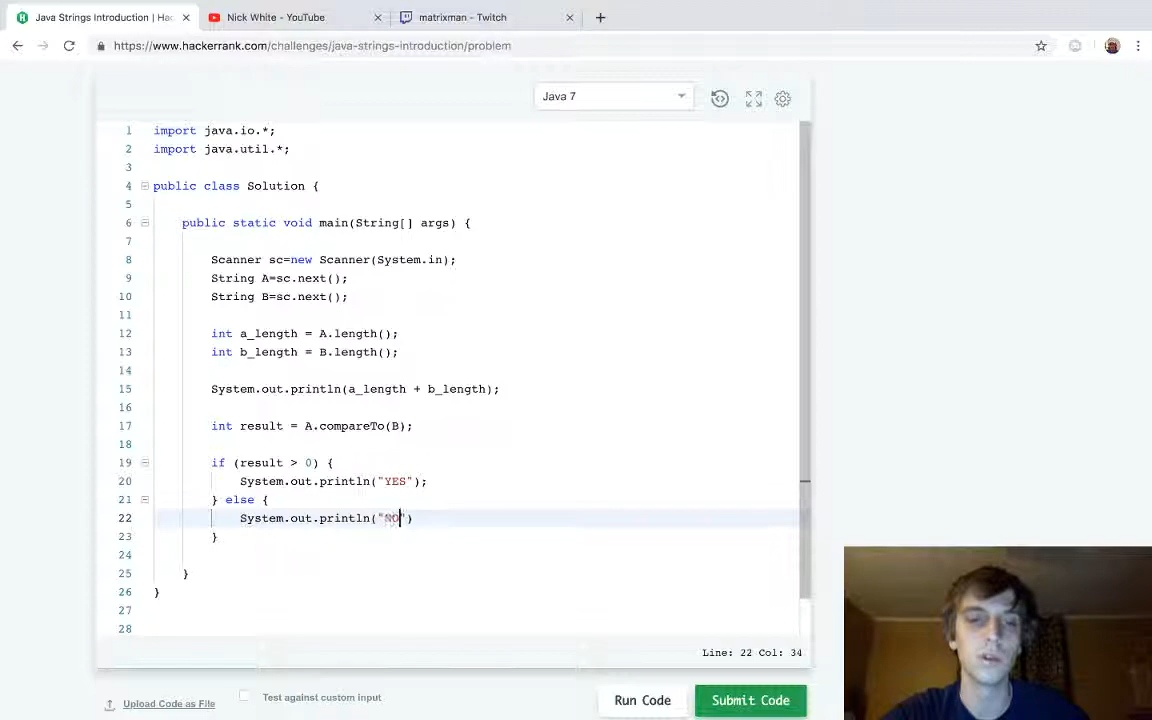 Java Strings Introduction | Hac
Nick White - YouTube
matrixman - Twitch
https://www.hackerrank.com/challenges/java-strings-introduction/problem
Java 7
1 import java.io.*;
2 import java.util.*;
3
4 public class Solution {
5
6 public static void main(String[] args) {
7
8 Scanner sc=new Scanner(System.in);
9 String A=sc.next();
10 String B=sc.next();
11
12 int a_length = A.length();
13 int b_length = B.length();
14
15 System.out.println(a_length + b_length);
16
17 int result = A.compareTo(B);
18
19 if (result > 0) {
20 System.out.println("YES");
21 } else {
22 System.out.println("NO")
23 }
24
25 }
26 }
27
28
Line: 22 Col: 34
Upload Code as File
Test against custom input
Run Code
Submit Code